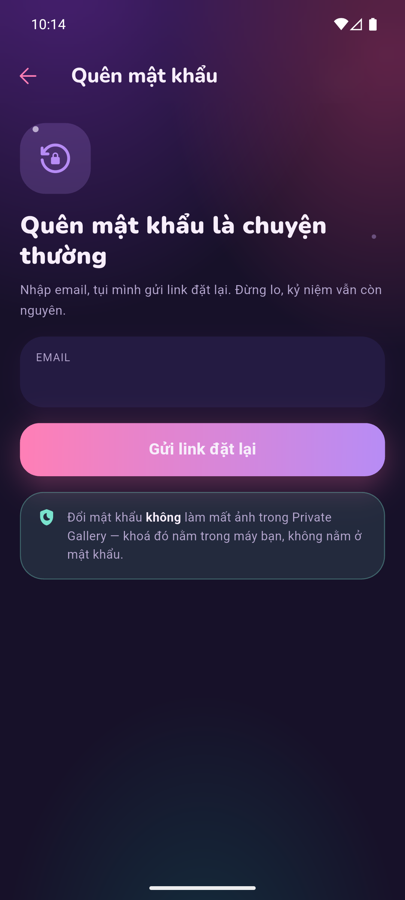 10:14
Quên mật khẩu
Quên mật khẩu là chuyện
thường
Nhập email, tụi mình gửi link đặt lại. Đừng lo, kỷ niệm vẫn còn
nguyên.
EMAIL
Gửi link đặt lại
Đổi mật khẩu không làm mất ảnh trong Private
Gallery — khoá đó nằm trong máy bạn, không nằm ở
mật khẩu.